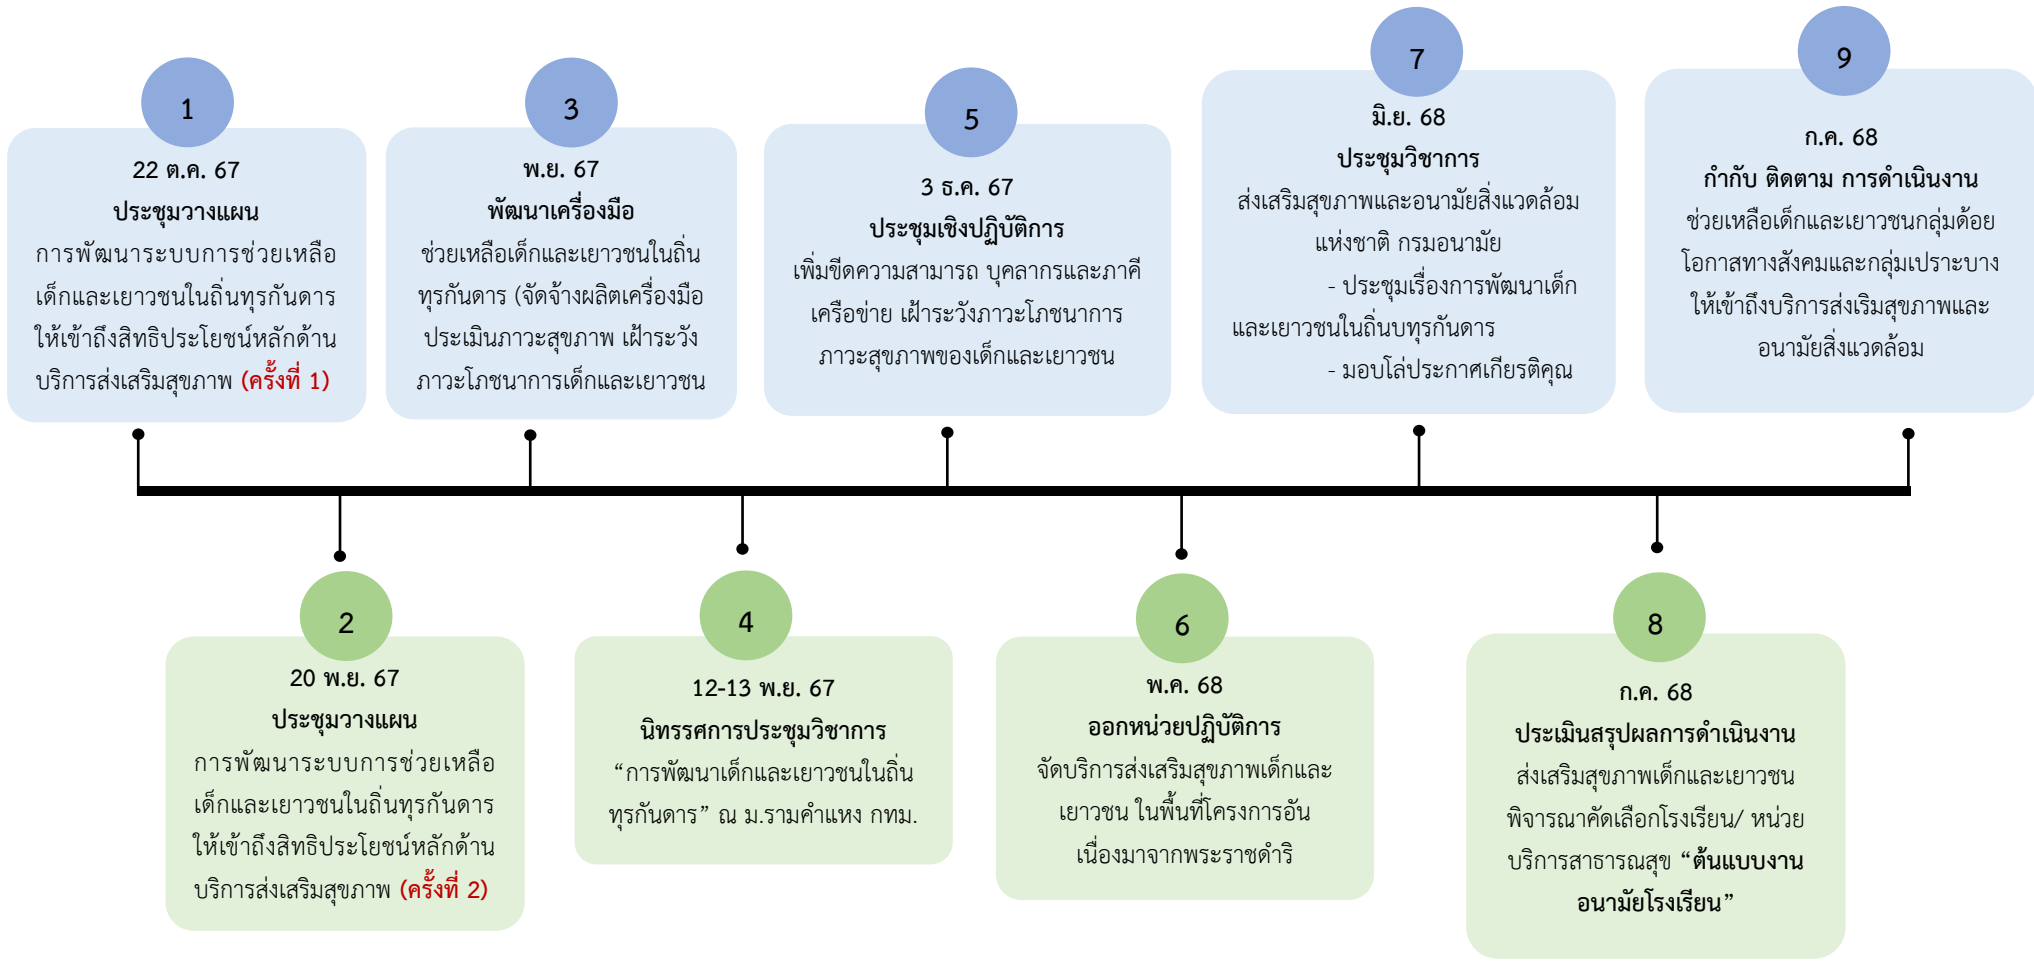 1
22 ต.ค. 67
ประชุมวางแผน
การพัฒนาระบบการช่วยเหลือ
เด็กและเยาวชนในถิ่นทุรกันดาร
ให้เข้าถึงสิทธิประโยชน์หลักด้าน
บริการส่งเสริมสุขภาพ (ครั้งที่ 1)
3
พ.ย. 67
พัฒนาเครื่องมือ
ช่วยเหลือเด็กและเยาวชนในถิ่น
ทุรกันดาร (จัดจ้างผลิตเครื่องมือ
ประเมินภาวะสุขภาพ เฝ้าระวัง
ภาวะโภชนาการเด็กและเยาวชน
5
3 ธ.ค. 67
ประชุมเชิงปฏิบัติการ
เพิ่มขีดความสามารถ บุคลากรและภาคี
เครือข่าย เฝ้าระวังภาวะโภชนาการ
ภาวะสุขภาพของเด็กและเยาวชน
7
มิ.ย. 68
ประชุมวิชาการ
ส่งเสริมสุขภาพและอนามัยสิ่งแวดล้อม
แห่งชาติ กรมอนามัย
- ประชุมเรื่องการพัฒนาเด็ก
และเยาวชนในถิ่นบทุรกันดาร
- มอบโล่ประกาศเกียรติคุณ
9
ก.ค. 68
กำกับ ติดตาม การดำเนินงาน
ช่วยเหลือเด็กและเยาวชนกลุ่มด้อย
โอกาสทางสังคมและกลุ่มเปราะบาง
ให้เข้าถึงบริการส่งเริมสุขภาพและ
อนามัยสิ่งแวดล้อม
2
20 พ.ย. 67
ประชุมวางแผน
การพัฒนาระบบการช่วยเหลือ
เด็กและเยาวชนในถิ่นทุรกันดาร
ให้เข้าถึงสิทธิประโยชน์หลักด้าน
บริการส่งเสริมสุขภาพ (ครั้งที่ 2)
4
12-13 พ.ย. 67
นิทรรศการประชุมวิชาการ
“การพัฒนาเด็กและเยาวชนในถิ่น
ทุรกันดาร” ณ ม.รามคำแหง กทม.
6
พ.ค. 68
ออกหน่วยปฏิบัติการ
จัดบริการส่งเสริมสุขภาพเด็กและ
เยาวชน ในพื้นที่โครงการอัน
เนื่องมาจากพระราชดำริ
8
ก.ค. 68
ประเมินสรุปผลการดำเนินงาน
ส่งเสริมสุขภาพเด็กและเยาวชน
พิจารณาคัดเลือกโรงเรียน/ หน่วย
บริการสาธารณสุข “ต้นแบบงาน
อนามัยโรงเรียน”